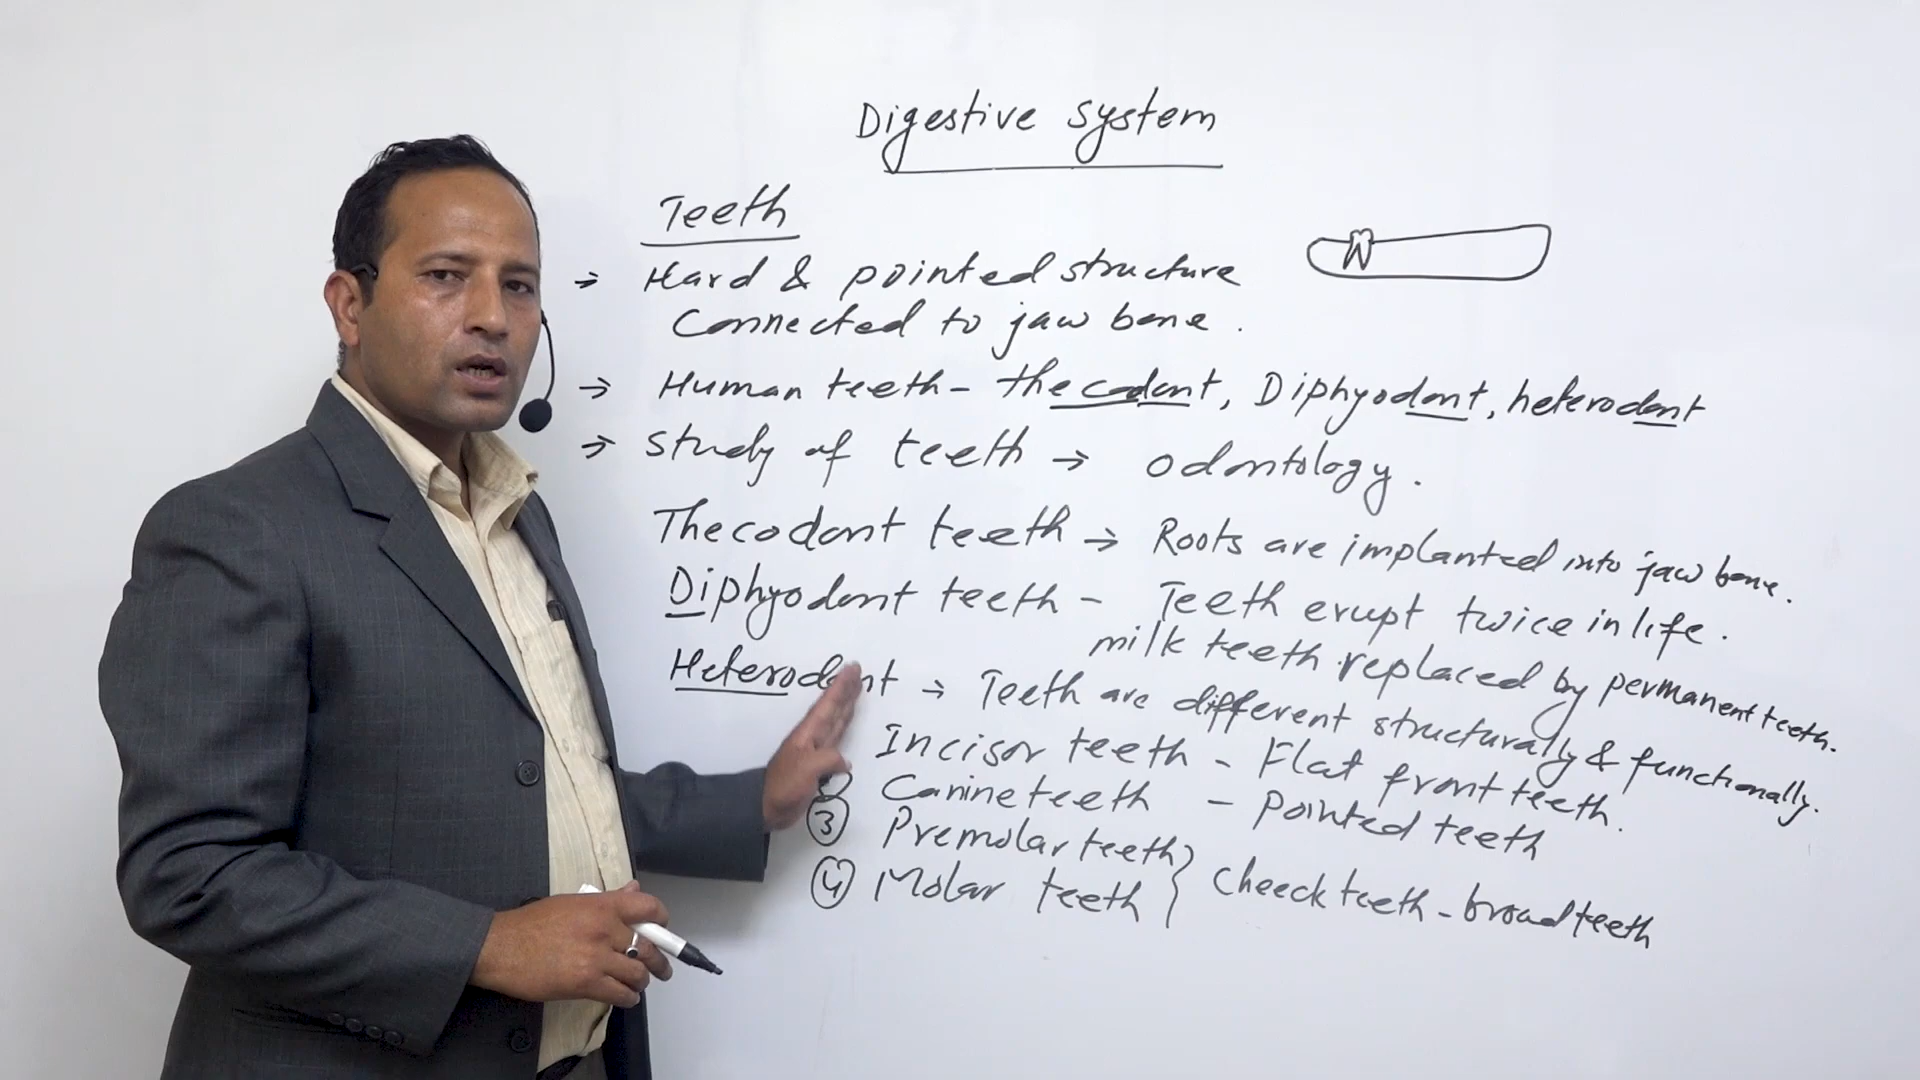 Digestive system
Teeth
→ Hard & pointed structure
Connected to jaw bone.
→ Human teeth - thecodont, Diphyodont, heterodont
→ study of teeth → odontology.
Thecodont teeth → Roots are implanted into jaw bone.
Diphyodont teeth - Teeth erupt twice in life.
milk teeth replaced by permanent teeth.
Heterodont → Teeth are different structurally & functionally.
Incisor teeth - Flat front teeth.
Canine teeth - pointed teeth
③ Premolar teeth
④ Molar teeth } Cheeck teeth - broad teeth